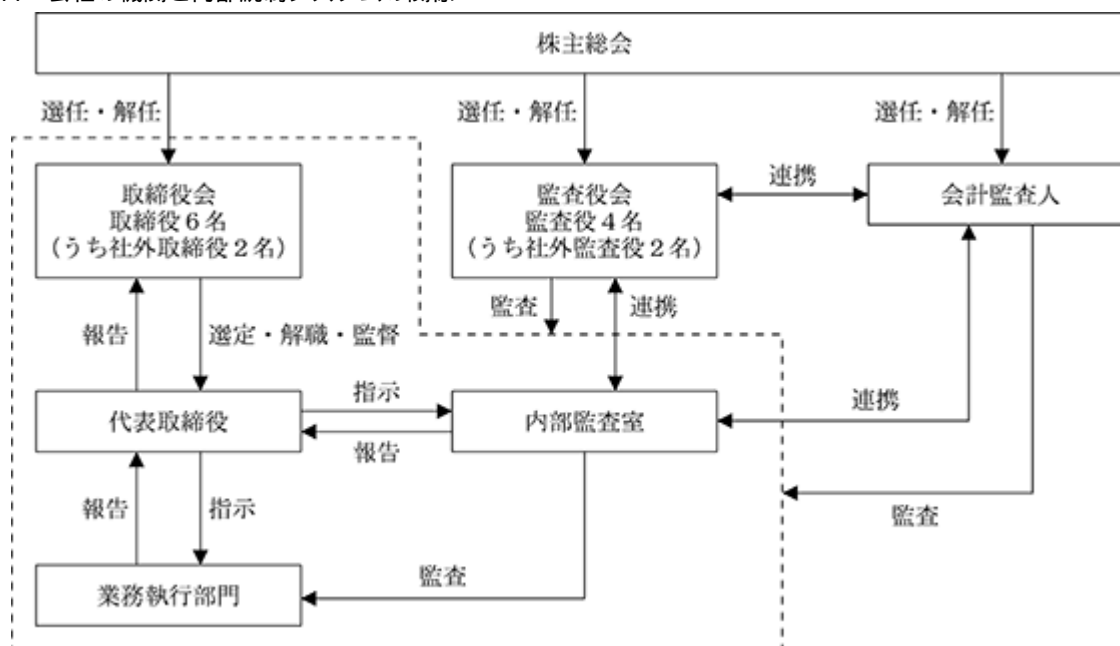 株主総会
選任・解任
選任・解任
選任・解任
取締役会
取締役6名
(うち社外取締役2名)
監査役会
監査役4名
(うち社外監査役2名)
連携
会計監査人
監査
連携
報告
選定・解職・監督
代表取締役
指示
報告
内部監査室
連携
報告
指示
監査
監査
業務執行部門